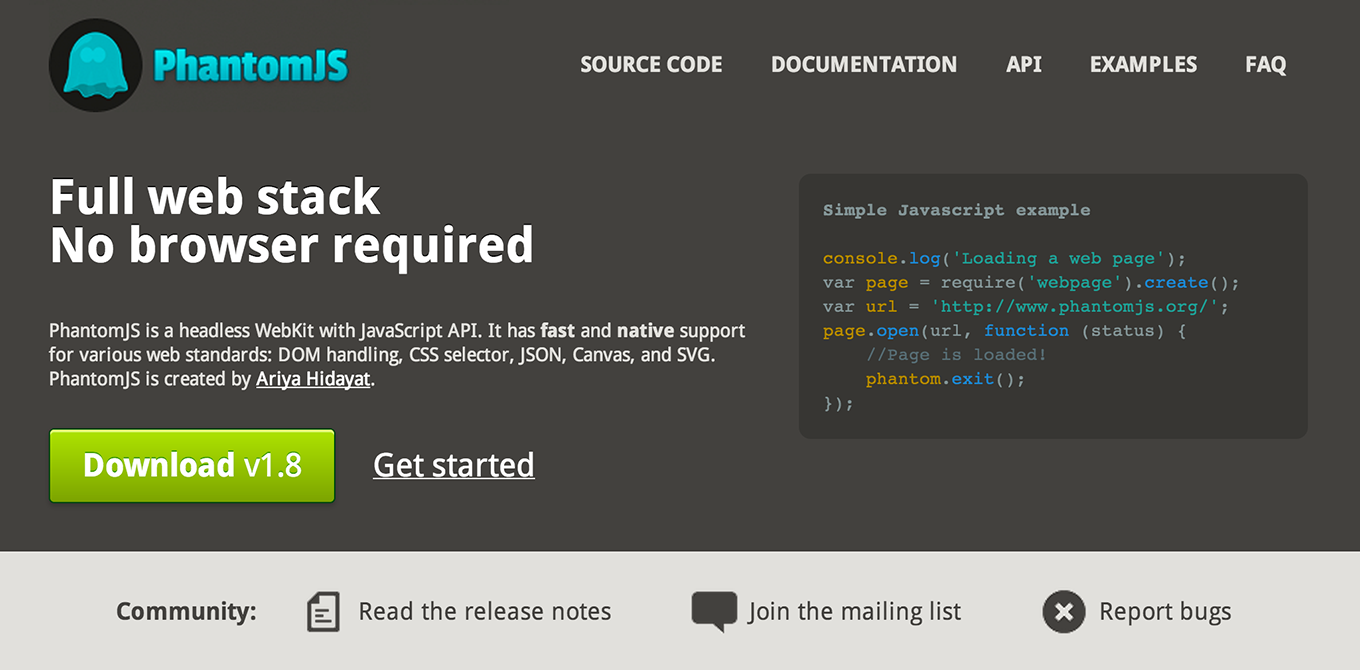 PhantomJS
SOURCE CODE
DOCUMENTATION
API
EXAMPLES
FAQ
Full web stack
No browser required
PhantomJS is a headless WebKit with JavaScript API. It has fast and native support
for various web standards: DOM handling, CSS selector, JSON, Canvas, and SVG.
PhantomJS is created by Ariya Hidayat.
Download v1.8
Get started
Simple Javascript example
console.log('Loading a web page');
var page = require('webpage').create();
var url = 'http://www.phantomjs.org/';
page.open(url, function (status) {
    //Page is loaded!
    phantom.exit();
});
Community:
Read the release notes
Join the mailing list
Report bugs